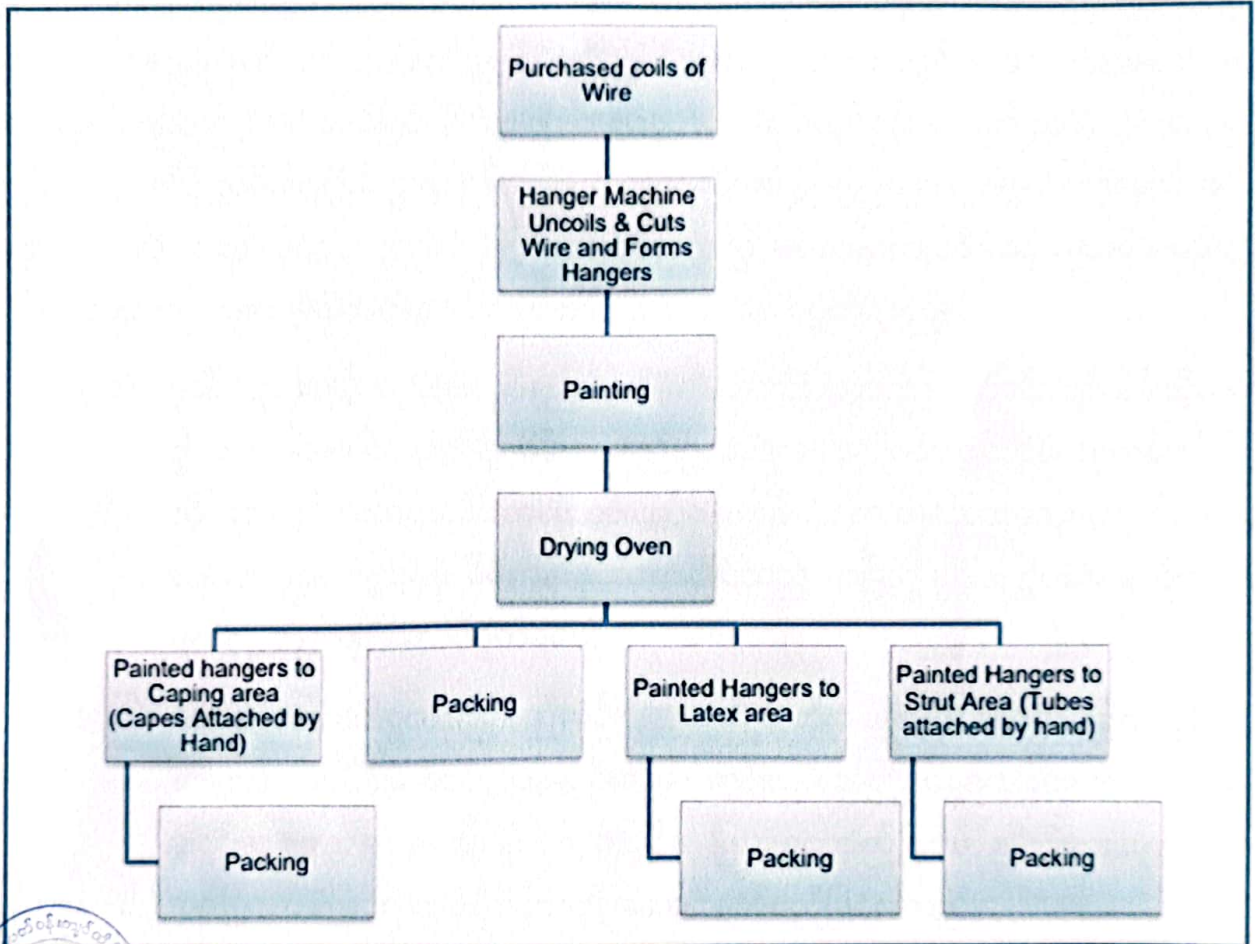 Purchased coils of
Wire
Hanger Machine
Uncoils & Cuts
Wire and Forms
Hangers
Painting
Drying Oven
Painted hangers to
Caping area
(Capes Attached by
Hand)
Packing
Painted Hangers to
Latex area
Painted Hangers to
Strut Area (Tubes
attached by hand)
Packing
Packing
Packing